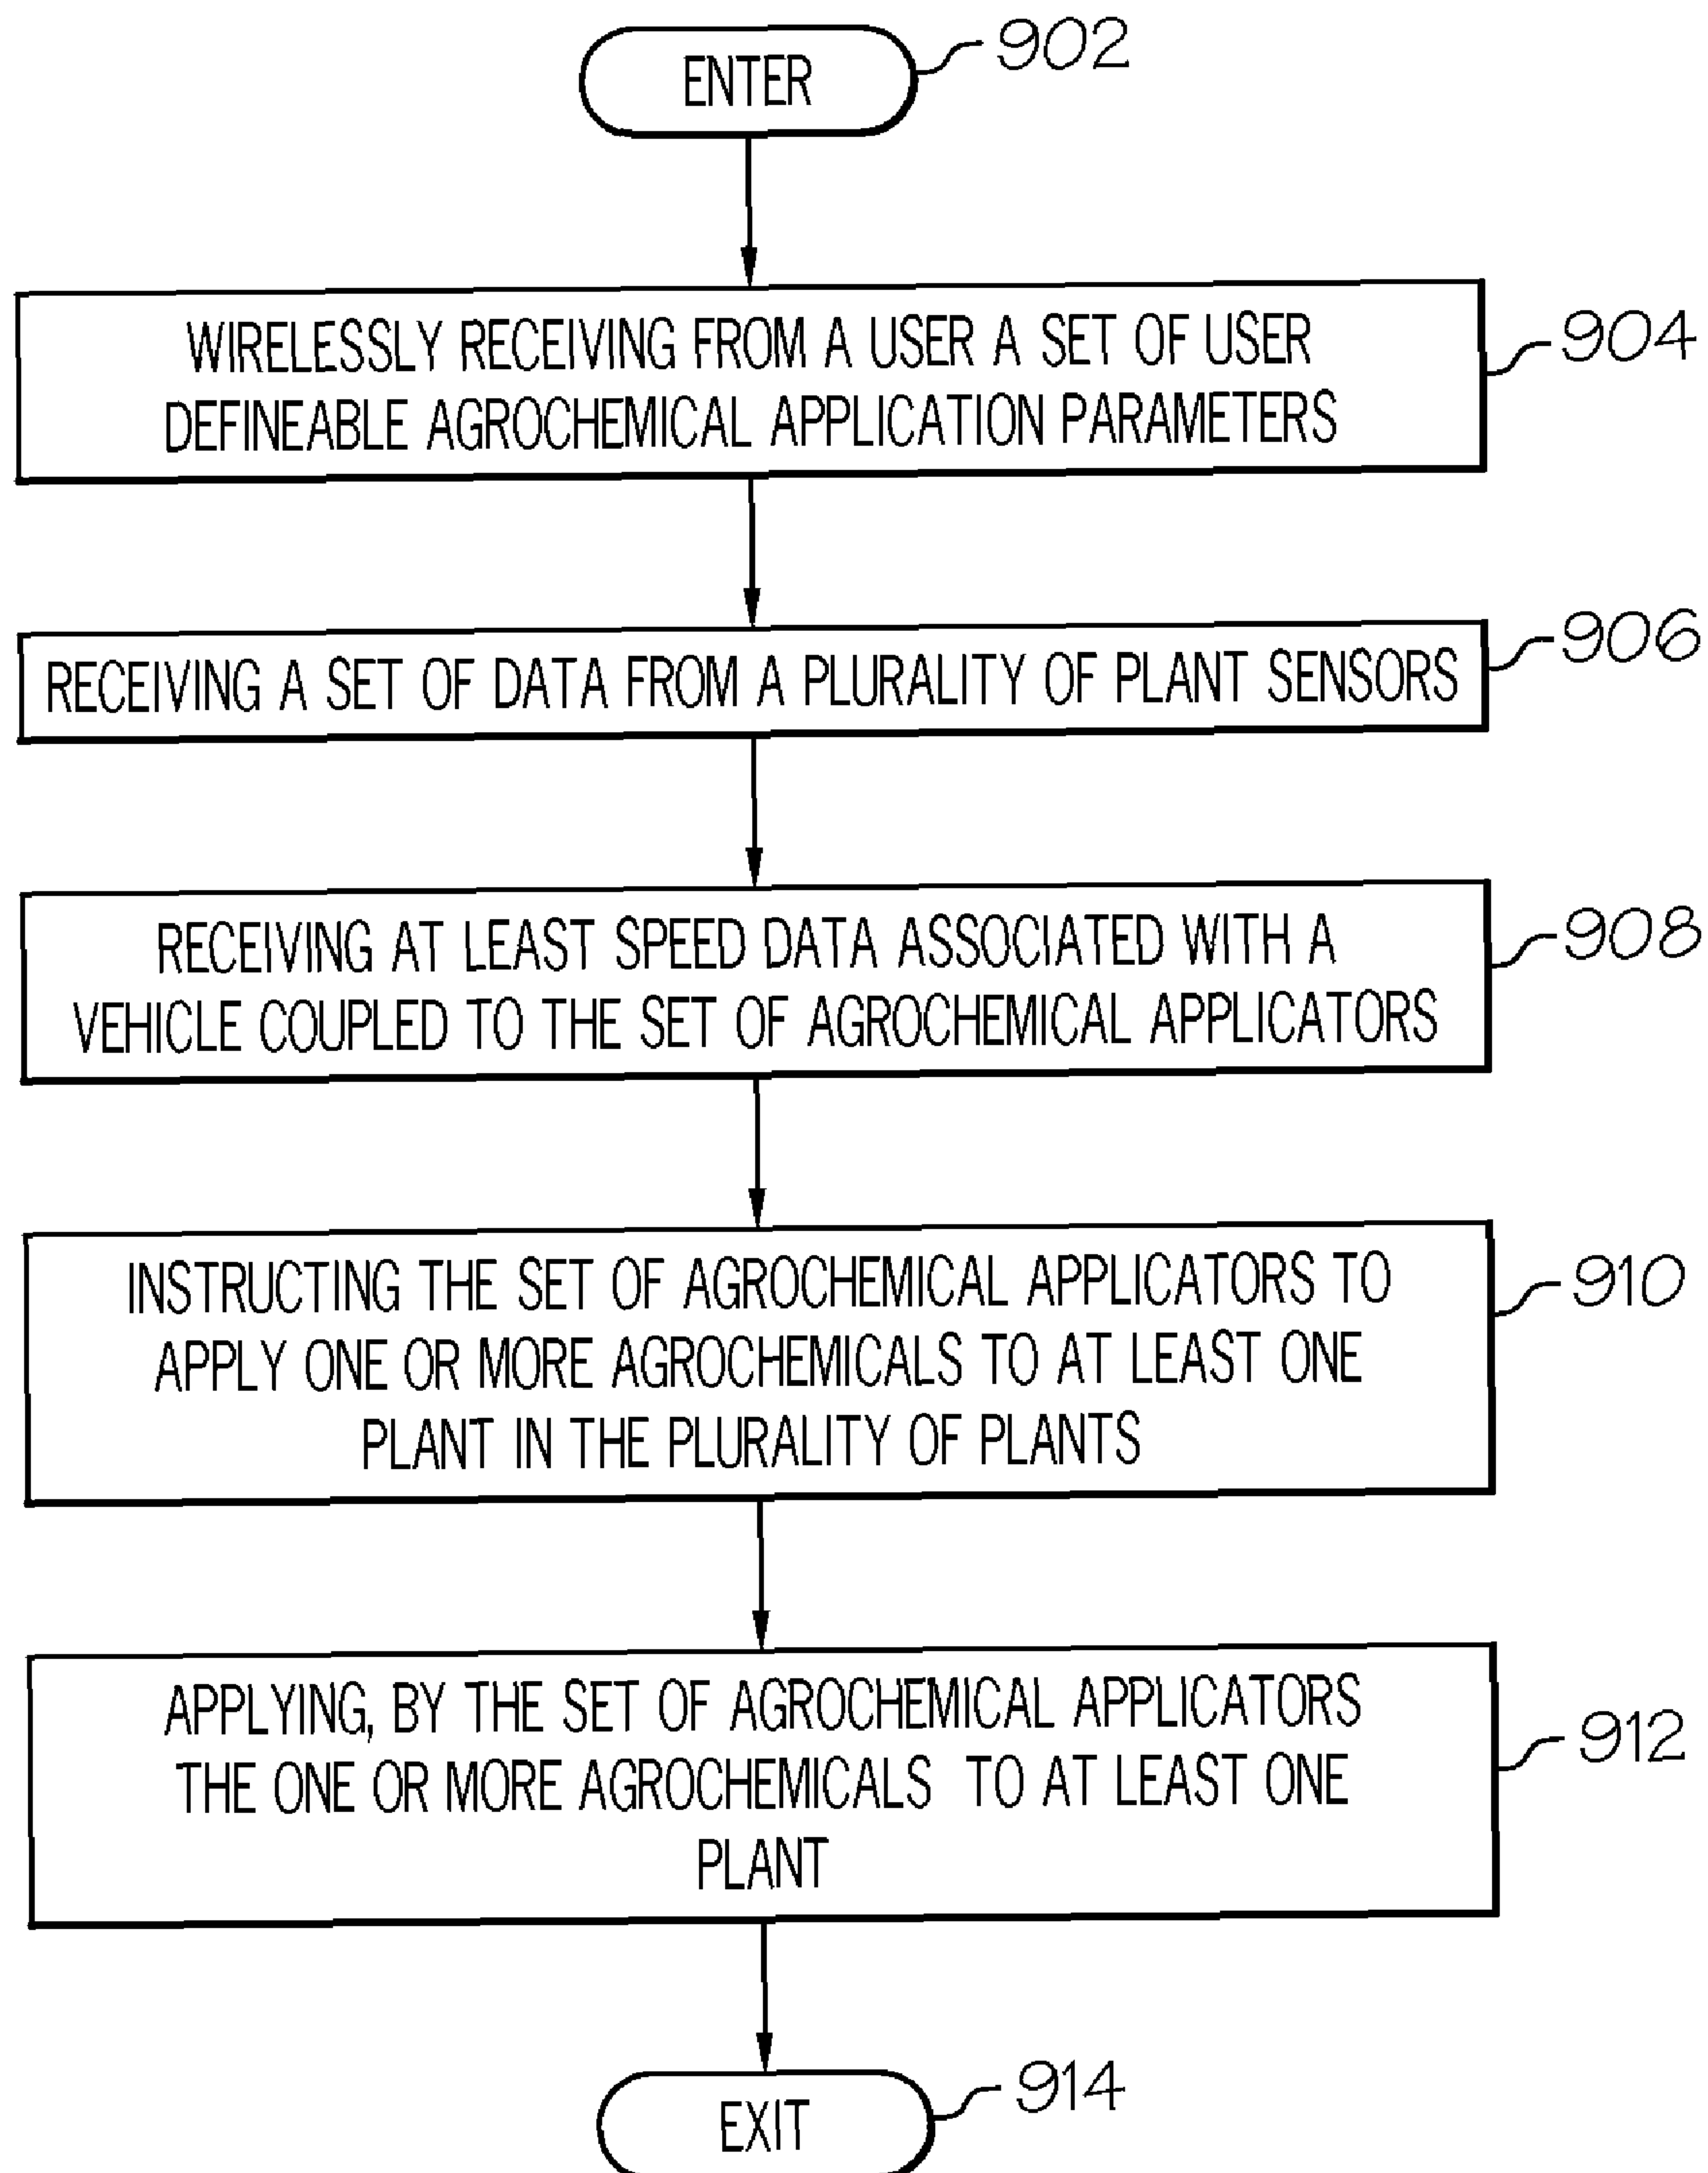 ENTER
902
WIRELESSLY RECEIVING FROM A USER A SET OF USER
DEFINEABLE AGROCHEMICAL APPLICATION PARAMETERS
904
RECEIVING A SET OF DATA FROM A PLURALITY OF PLANT SENSORS
906
RECEIVING AT LEAST SPEED DATA ASSOCIATED WITH A
VEHICLE COUPLED TO THE SET OF AGROCHEMICAL APPLICATORS
908
INSTRUCTING THE SET OF AGROCHEMICAL APPLICATORS TO
APPLY ONE OR MORE AGROCHEMICALS TO AT LEAST ONE
PLANT IN THE PLURALITY OF PLANTS
910
APPLYING, BY THE SET OF AGROCHEMICAL APPLICATORS
THE ONE OR MORE AGROCHEMICALS TO AT LEAST ONE
PLANT
912
EXIT
914